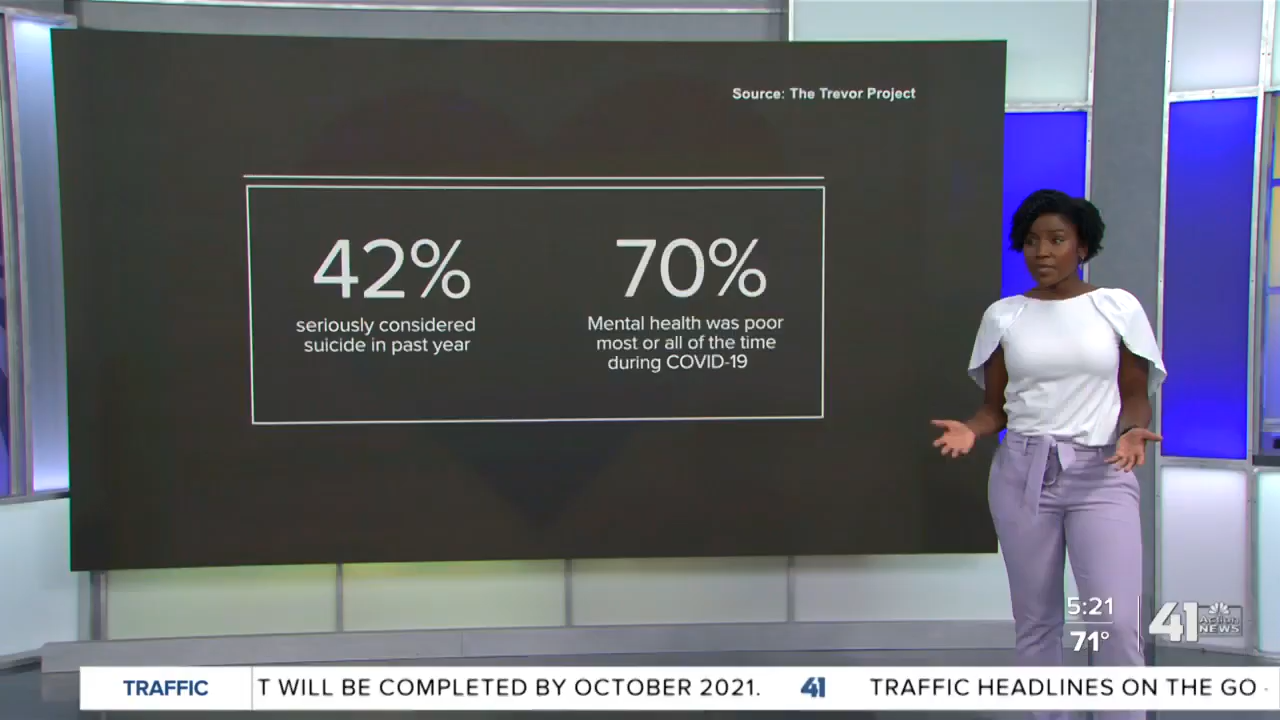 Source: The Trevor Project
42%
seriously considered
suicide in past year
70%
Mental health was poor
most or all of the time
during COVID-19
5:21
71°
41 Action
NEWS
TRAFFIC
T WILL BE COMPLETED BY OCTOBER 2021.
41
TRAFFIC HEADLINES ON THE GO